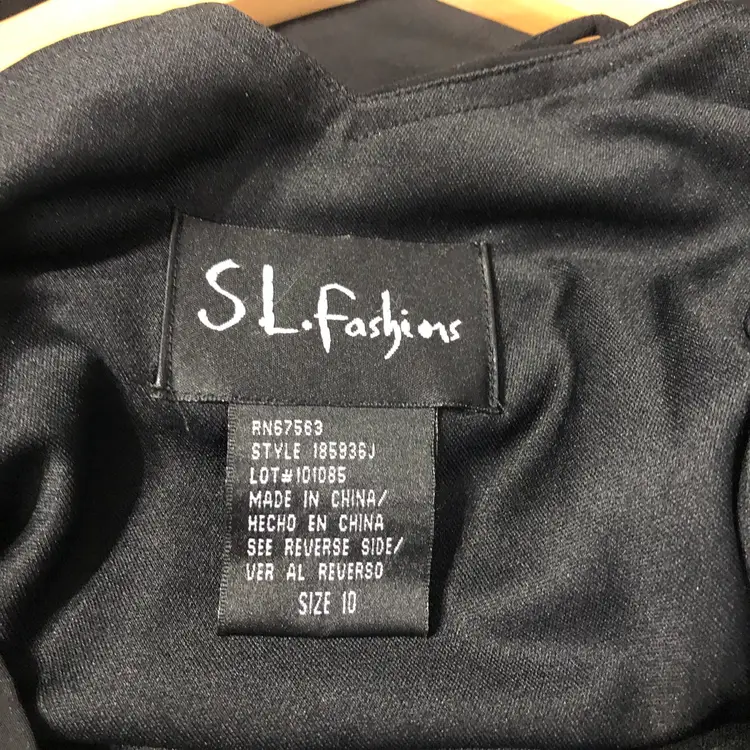 S.L. Fashions
RN67563
STYLE 185936J
LOT#101085
MADE IN CHINA/
HECHO EN CHINA
SEE REVERSE SIDE/
VER AL REVERSO
SIZE 10